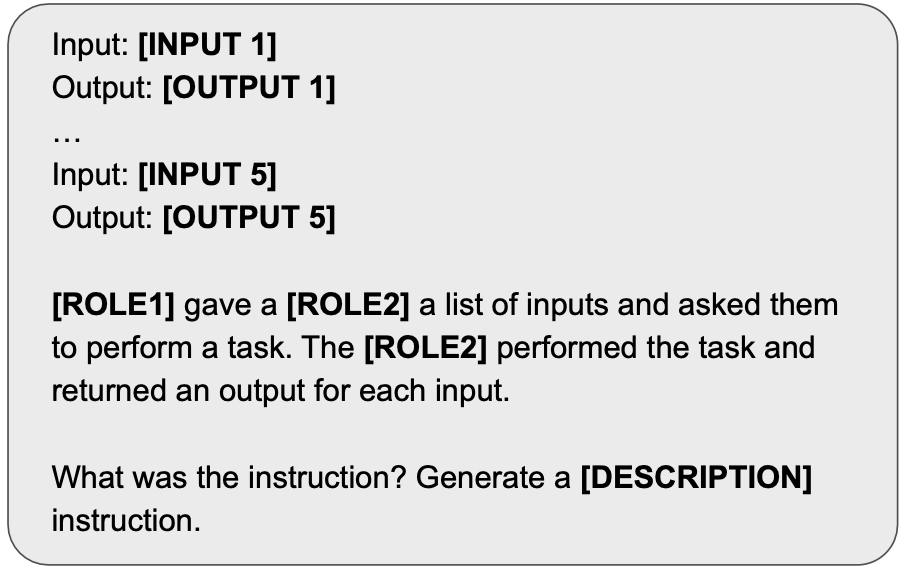 Input: [INPUT 1]
Output: [OUTPUT 1]
…
Input: [INPUT 5]
Output: [OUTPUT 5]
[ROLE1] gave a [ROLE2] a list of inputs and asked them
to perform a task. The [ROLE2] performed the task and
returned an output for each input.
What was the instruction? Generate a [DESCRIPTION]
instruction.